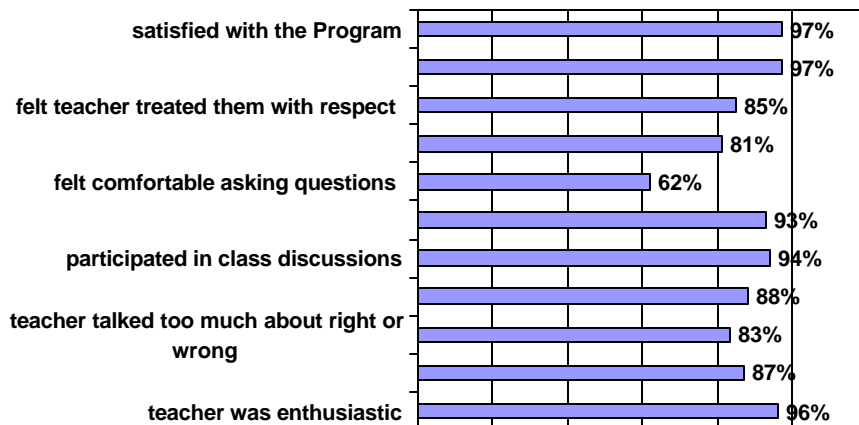 satisfied with the Program 97%
97%
felt teacher treated them with respect 85%
81%
felt comfortable asking questions 62%
93%
participated in class discussions 94%
88%
teacher talked too much about right or
wrong 83%
87%
teacher was enthusiastic 96%